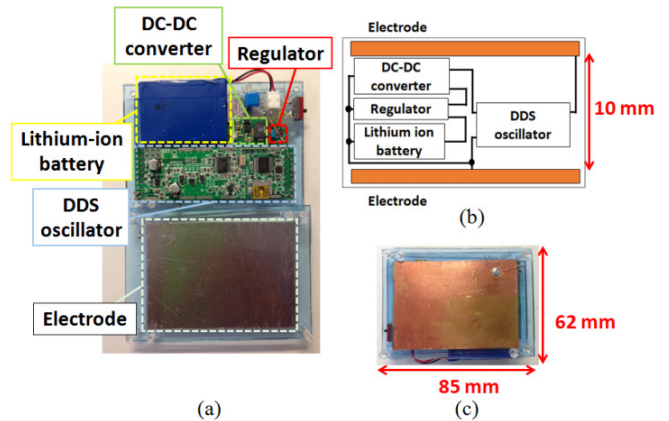 DC-DC
converter
Regulator
Lithium-ion
battery
DDS
oscillator
Electrode
(a)
Electrode
DC-DC
converter
Regulator
Lithium ion
battery
DDS
oscillator
10 mm
Electrode
(b)
62 mm
85 mm
(c)